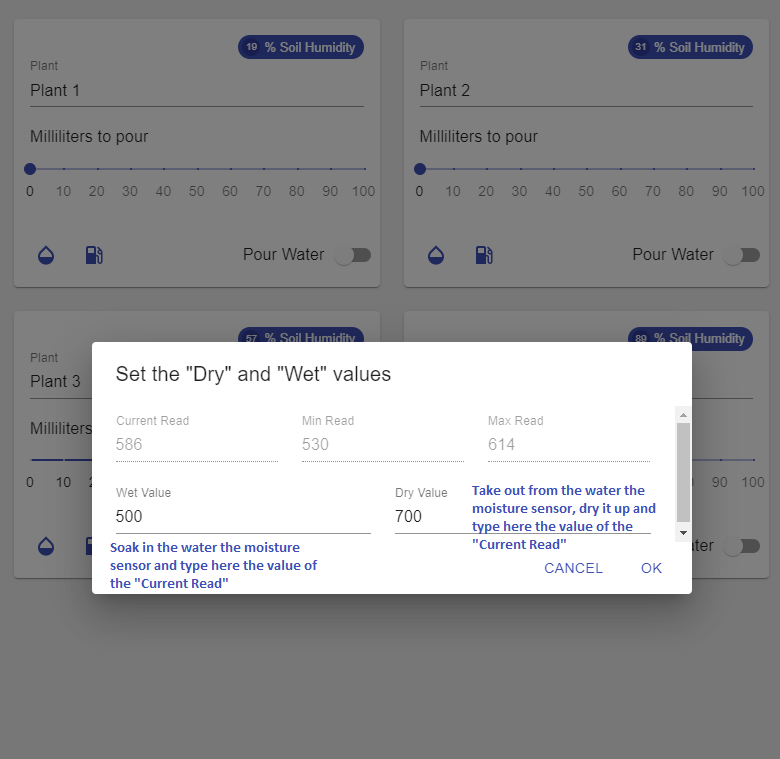 19 % Soil Humidity
Plant
Plant 1
Milliliters to pour
0 10 20 30 40 50 60 70 80 90 100
Pour Water
31 % Soil Humidity
Plant
Plant 2
Milliliters to pour
0 10 20 30 40 50 60 70 80 90 100
Pour Water
57 % Soil Humidity
Plant
Plant 3
Milliliters
0 10
89 % Soil Humidity
90 100
ter
Set the "Dry" and "Wet" values
Current Read
586
Min Read
530
Max Read
614
Wet Value
500
Soak in the water the moisture
sensor and type here the value of
the "Current Read"
Dry Value
700
Take out from the water the
moisture sensor, dry it up and
type here the value of the
"Current Read"
CANCEL OK